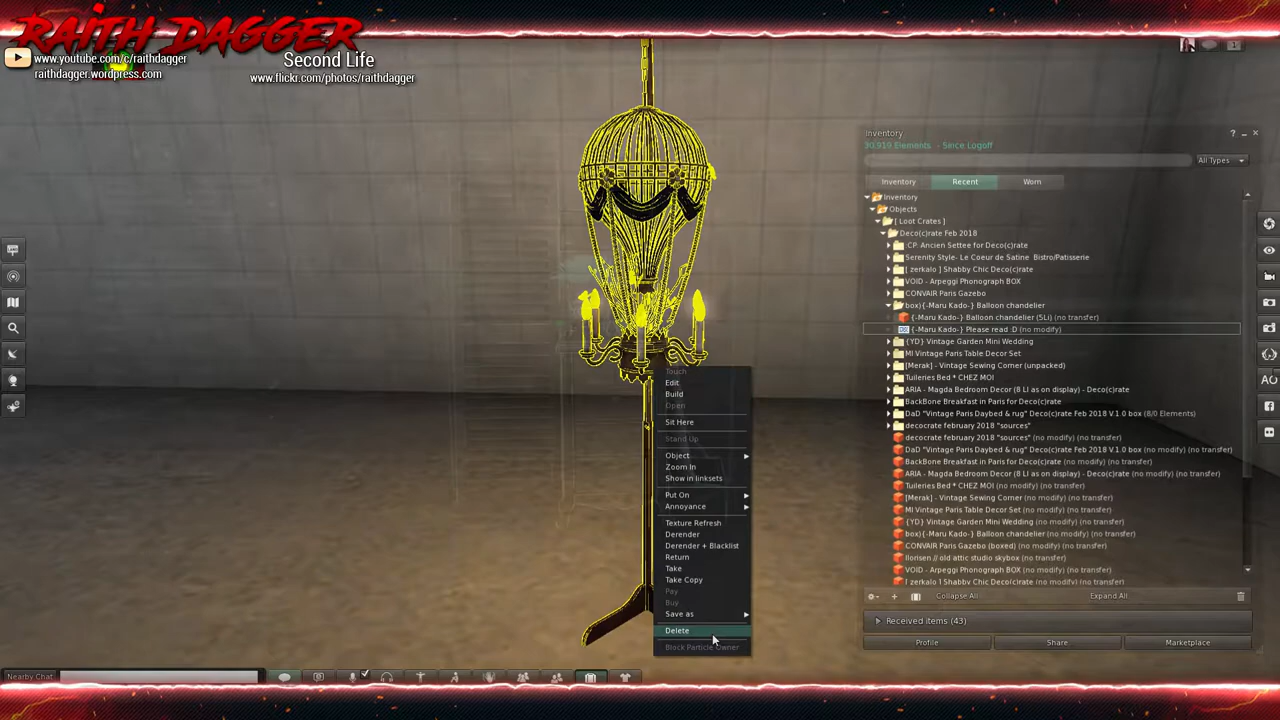 RAITH DAGGER
www.youtube.com/c/raithdagger
raithdagger.wordpress.com
Second Life
www.flickr.com/photos/raithdagger
Inventory
30,919 Elements - Since Logoff
All Types
Inventory
Recent
Worn
Inventory
Objects
[ Loot Crates ]
Deco(c)rate Feb 2018
:CP: Ancien Settee for Deco(c)rate
Serenity Style- Le Coeur de Satine Bistro/Patisserie
[ zerkalo ] Shabby Chic Deco(c)rate
VOID - Arpeggi Phonograph BOX
CONVAIR Paris Gazebo
box}{-Maru Kado-} Balloon chandelier
{-Maru Kado-} Balloon chandelier (5Li) (no transfer)
{-Maru Kado-} Please read :D (no modify)
{YD} Vintage Garden Mini Wedding
MI Vintage Paris Table Decor Set
[Merak] - Vintage Sewing Corner (unpacked)
Tuileries Bed * CHEZ MOI
ARIA - Magda Bedroom Decor (8 LI as on display) - Deco(c)rate
BackBone Breakfast in Paris for Deco(c)rate
DaD "Vintage Paris Daybed & rug" Deco(c)rate Feb 2018 V.1.0 box (8/0 Elements)
decocrate february 2018 "sources"
decocrate february 2018 "sources" (no modify) (no transfer)
DaD "Vintage Paris Daybed & rug" Deco(c)rate Feb 2018 V.1.0 box (no transfer)
BackBone Breakfast in Paris for Deco(c)rate (no modify) (no transfer)
ARIA - Magda Bedroom Decor (8 LI as on display) - Deco(c)rate (no modify) (no transfer)
Tuileries Bed * CHEZ MOI (no modify) (no transfer)
[Merak] - Vintage Sewing Corner (no modify) (no transfer)
MI Vintage Paris Table Decor Set (no modify) (no transfer)
{YD} Vintage Garden Mini Wedding (no modify) (no transfer)
box}{-Maru Kado-} Balloon chandelier (no modify) (no transfer)
CONVAIR Paris Gazebo (boxed) (no modify) (no transfer)
llorisen // old attic studio skybox (no transfer)
VOID - Arpeggi Phonograph BOX (no modify) (no transfer)
[ zerkalo ] Shabby Chic Deco(c)rate (no modify) (no transfer)
Collapse All
Expand All
Received items (43)
Profile
Share
Marketplace
Touch
Edit
Build
Open
Sit Here
Stand Up
Object
Zoom In
Show in linksets
Put On
Annoyance
Texture Refresh
Derender
Derender + Blacklist
Return
Take
Take Copy
Pay
Buy
Save as
Delete
Block Particle Owner
Nearby Chat